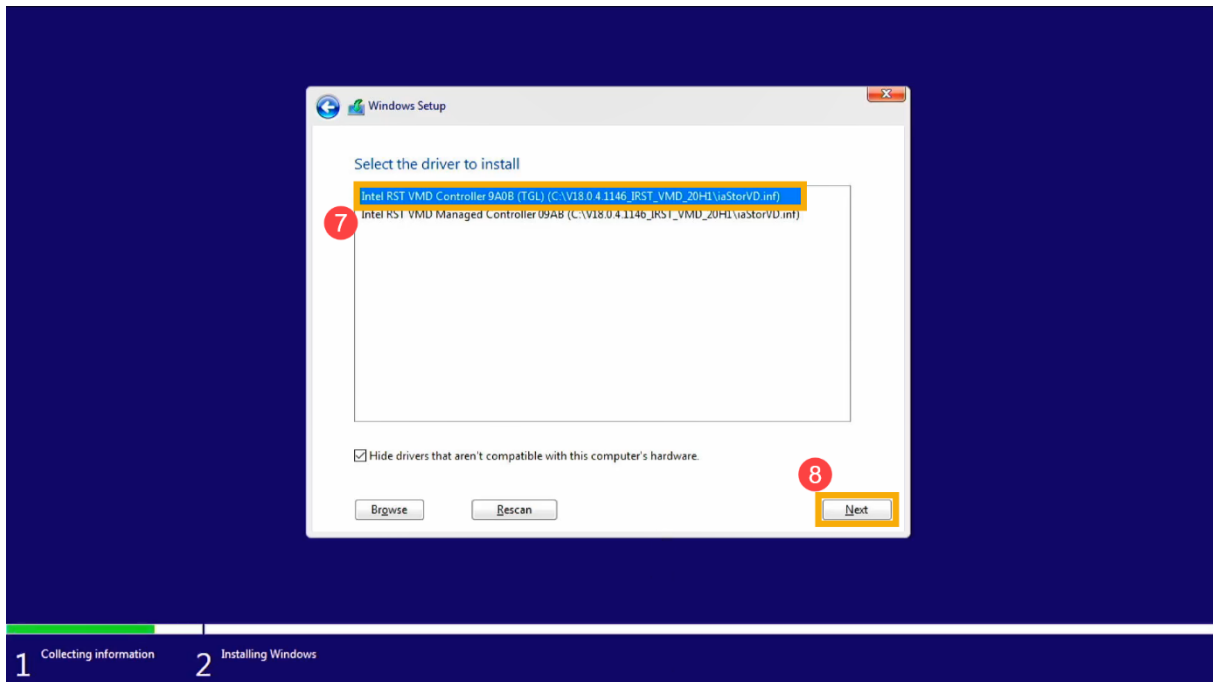 Windows Setup
Select the driver to install
Intel RST VMD Controller 9A0B (TGL) (C:\V18.0.4.1146_IRST_VMD_20H1\iaStorVD.inf)
7
Intel RST VMD Managed Controller 09AB (C:\V18.0.4.1146_IRST_VMD_20H1\iaStorVD.inf)
Hide drivers that aren't compatible with this computer's hardware.
8
Browse
Rescan
Next
1 Collecting information
2 Installing Windows